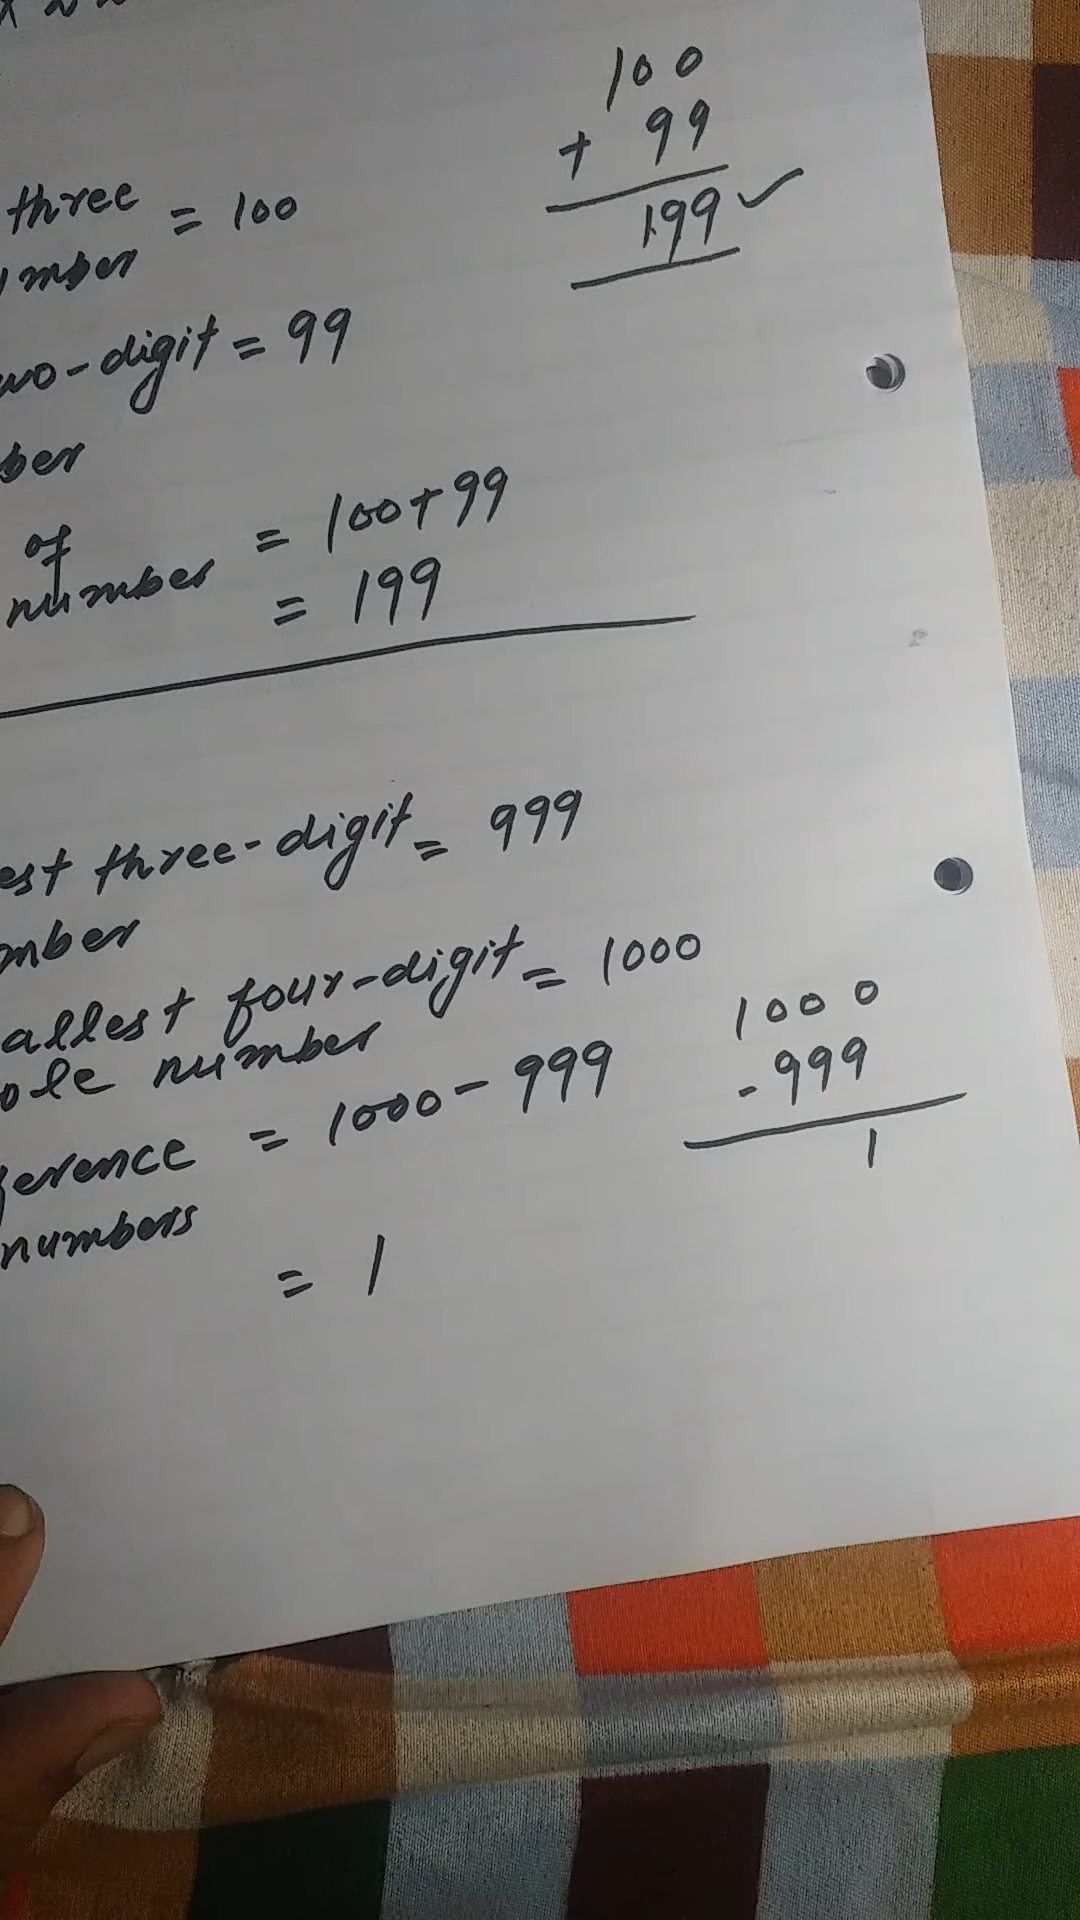 100
+ 99
199 ✓
three = 100
mber
wo-digit = 99
ber
of
number = 100+99
= 199
est three-digit = 999
mber
allest four-digit = 1000
ole number
1000
-999
1
erence = 1000-999
numbers
= 1